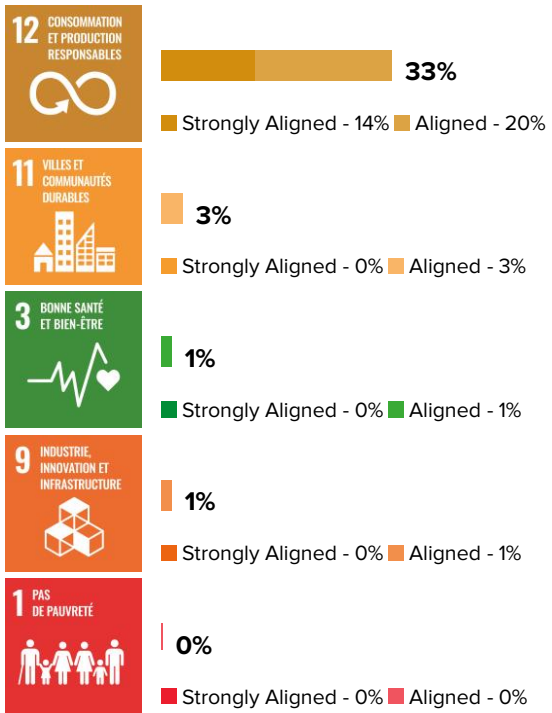 12 CONSOMMATION
ET PRODUCTION
RESPONSABLES
33%
Strongly Aligned - 14% Aligned - 20%
11 VILLES ET
COMMUNAUTÉS
DURABLES
3%
Strongly Aligned - 0% Aligned - 3%
3 BONNE SANTÉ
ET BIEN-ÊTRE
1%
Strongly Aligned - 0% Aligned - 1%
9 INDUSTRIE,
INNOVATION ET
INFRASTRUCTURE
1%
Strongly Aligned - 0% Aligned - 1%
1 PAS
DE PAUVRETÉ
0%
Strongly Aligned - 0% Aligned - 0%